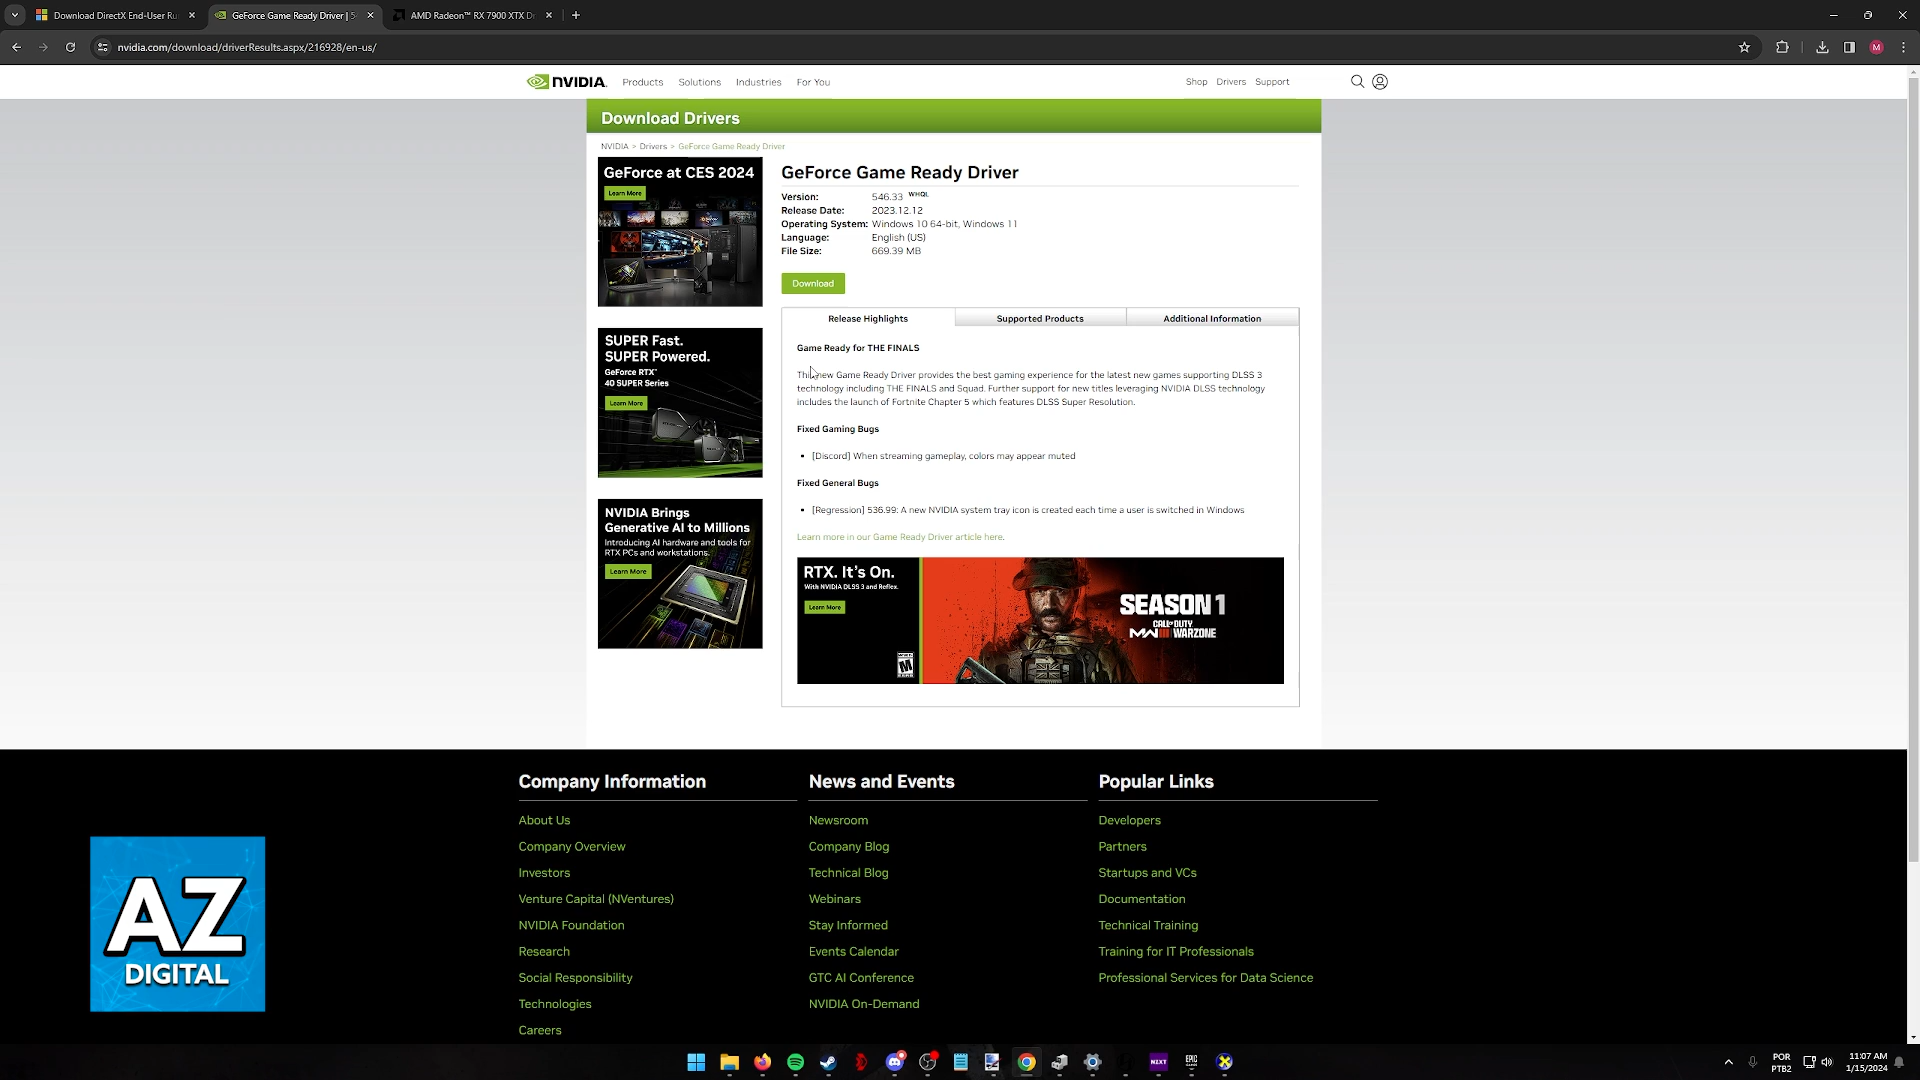 Download DirectX End-User Ru
GeForce Game Ready Driver | 54
AMD Radeon™ RX 7900 XTX Dr
nvidia.com/download/driverResults.aspx/216928/en-us/
M
NVIDIA.
Products
Solutions
Industries
For You
Shop
Drivers
Support
Download Drivers
NVIDIA > Drivers > GeForce Game Ready Driver
GeForce at CES 2024
Learn More
SUPER Fast.
SUPER Powered.
GeForce RTX™
40 SUPER Series
Learn More
NVIDIA Brings
Generative AI to Millions
Introducing AI hardware and tools for
RTX PCs and workstations.
Learn More
GeForce Game Ready Driver
Version: 546.33 WHQL
Release Date: 2023.12.12
Operating System: Windows 10 64-bit, Windows 11
Language: English (US)
File Size: 669.39 MB
Download
Release Highlights
Supported Products
Additional Information
Game Ready for THE FINALS
This new Game Ready Driver provides the best gaming experience for the latest new games supporting DLSS 3
technology including THE FINALS and Squad. Further support for new titles leveraging NVIDIA DLSS technology
includes the launch of Fortnite Chapter 5 which features DLSS Super Resolution.
Fixed Gaming Bugs
• [Discord] When streaming gameplay, colors may appear muted
Fixed General Bugs
• [Regression] 536.99: A new NVIDIA system tray icon is created each time a user is switched in Windows
Learn more in our Game Ready Driver article here.
RTX. It's On.
With NVIDIA DLSS 3 and Reflex.
Learn More
M
SEASON 1
CALL OF DUTY
MWIII WARZONE
Company Information
About Us
Company Overview
Investors
Venture Capital (NVentures)
NVIDIA Foundation
Research
Social Responsibility
Technologies
Careers
News and Events
Newsroom
Company Blog
Technical Blog
Webinars
Stay Informed
Events Calendar
GTC AI Conference
NVIDIA On-Demand
Popular Links
Developers
Partners
Startups and VCs
Documentation
Technical Training
Training for IT Professionals
Professional Services for Data Science
AZ
DIGITAL
NZXT
EPIC
POR
PTB2
11:07 AM
1/15/2024